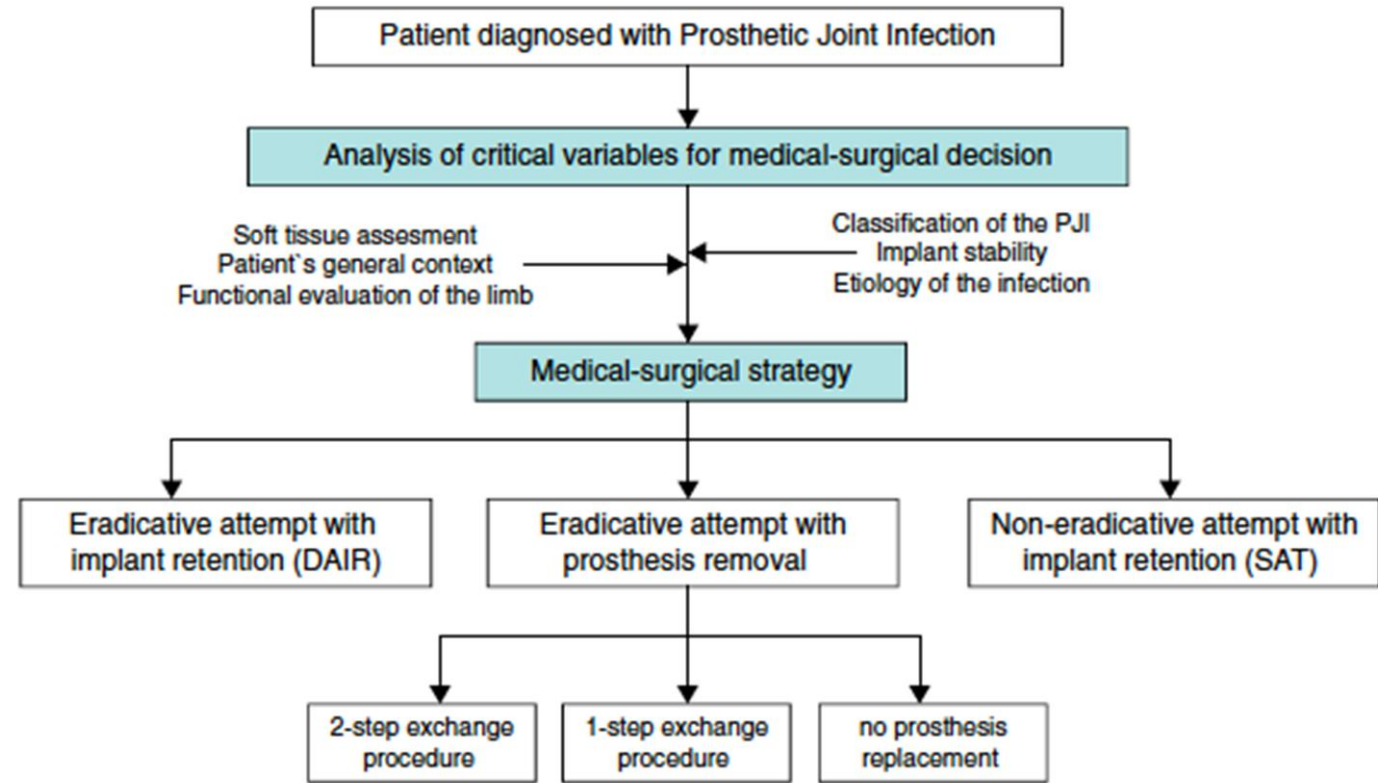 Patient diagnosed with Prosthetic Joint Infection
Analysis of critical variables for medical-surgical decision
Soft tissue assesment
Patient`s general context
Functional evaluation of the limb
Classification of the PJI
Implant stability
Etiology of the infection
Medical-surgical strategy
Eradicative attempt with
implant retention (DAIR)
Eradicative attempt with
prosthesis removal
Non-eradicative attempt with
implant retention (SAT)
2-step exchange
procedure
1-step exchange
procedure
no prosthesis
replacement